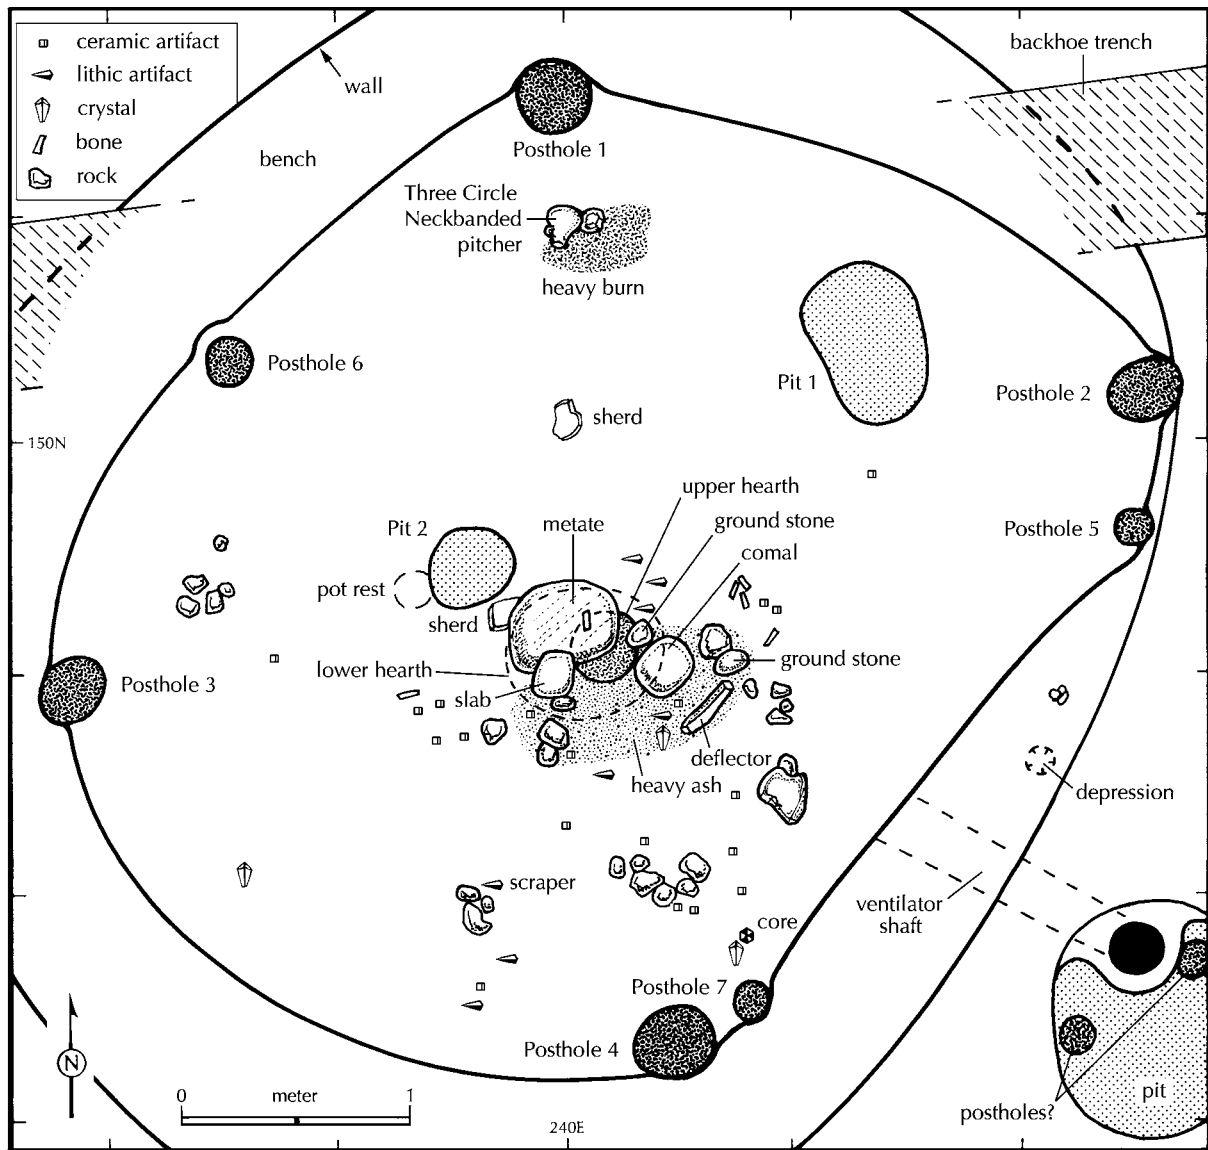 ceramic artifact
lithic artifact
crystal
bone
rock
wall
bench
backhoe trench
Posthole 1
Three Circle
Neckbanded
pitcher
heavy burn
Posthole 6
Pit 1
Posthole 2
sherd
150N
upper hearth
ground stone
comal
Pit 2
metate
Posthole 5
pot rest
sherd
lower hearth
ground stone
Posthole 3
slab
deflector
heavy ash
depression
scraper
ventilator
shaft
core
Posthole 7
Posthole 4
N
0 meter 1
240E
postholes?
pit